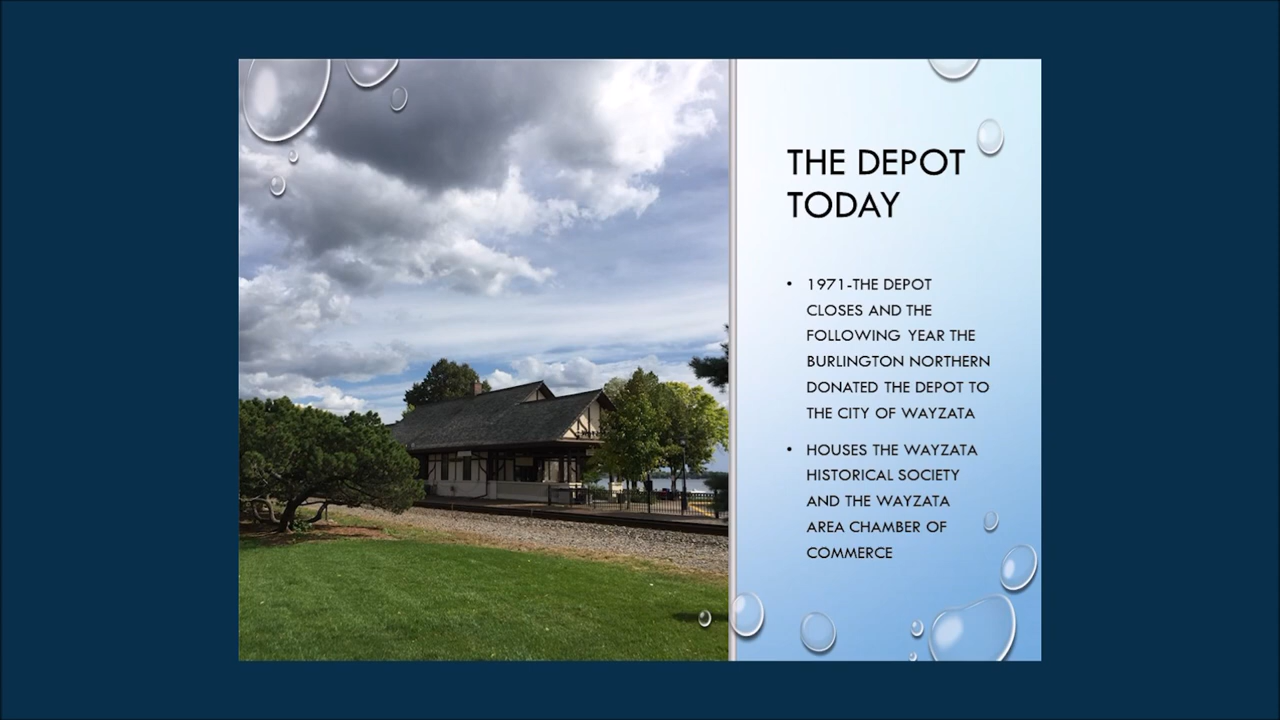 THE DEPOT
TODAY
• 1971-THE DEPOT
CLOSES AND THE
FOLLOWING YEAR THE
BURLINGTON NORTHERN
DONATED THE DEPOT TO
THE CITY OF WAYZATA
• HOUSES THE WAYZATA
HISTORICAL SOCIETY
AND THE WAYZATA
AREA CHAMBER OF
COMMERCE